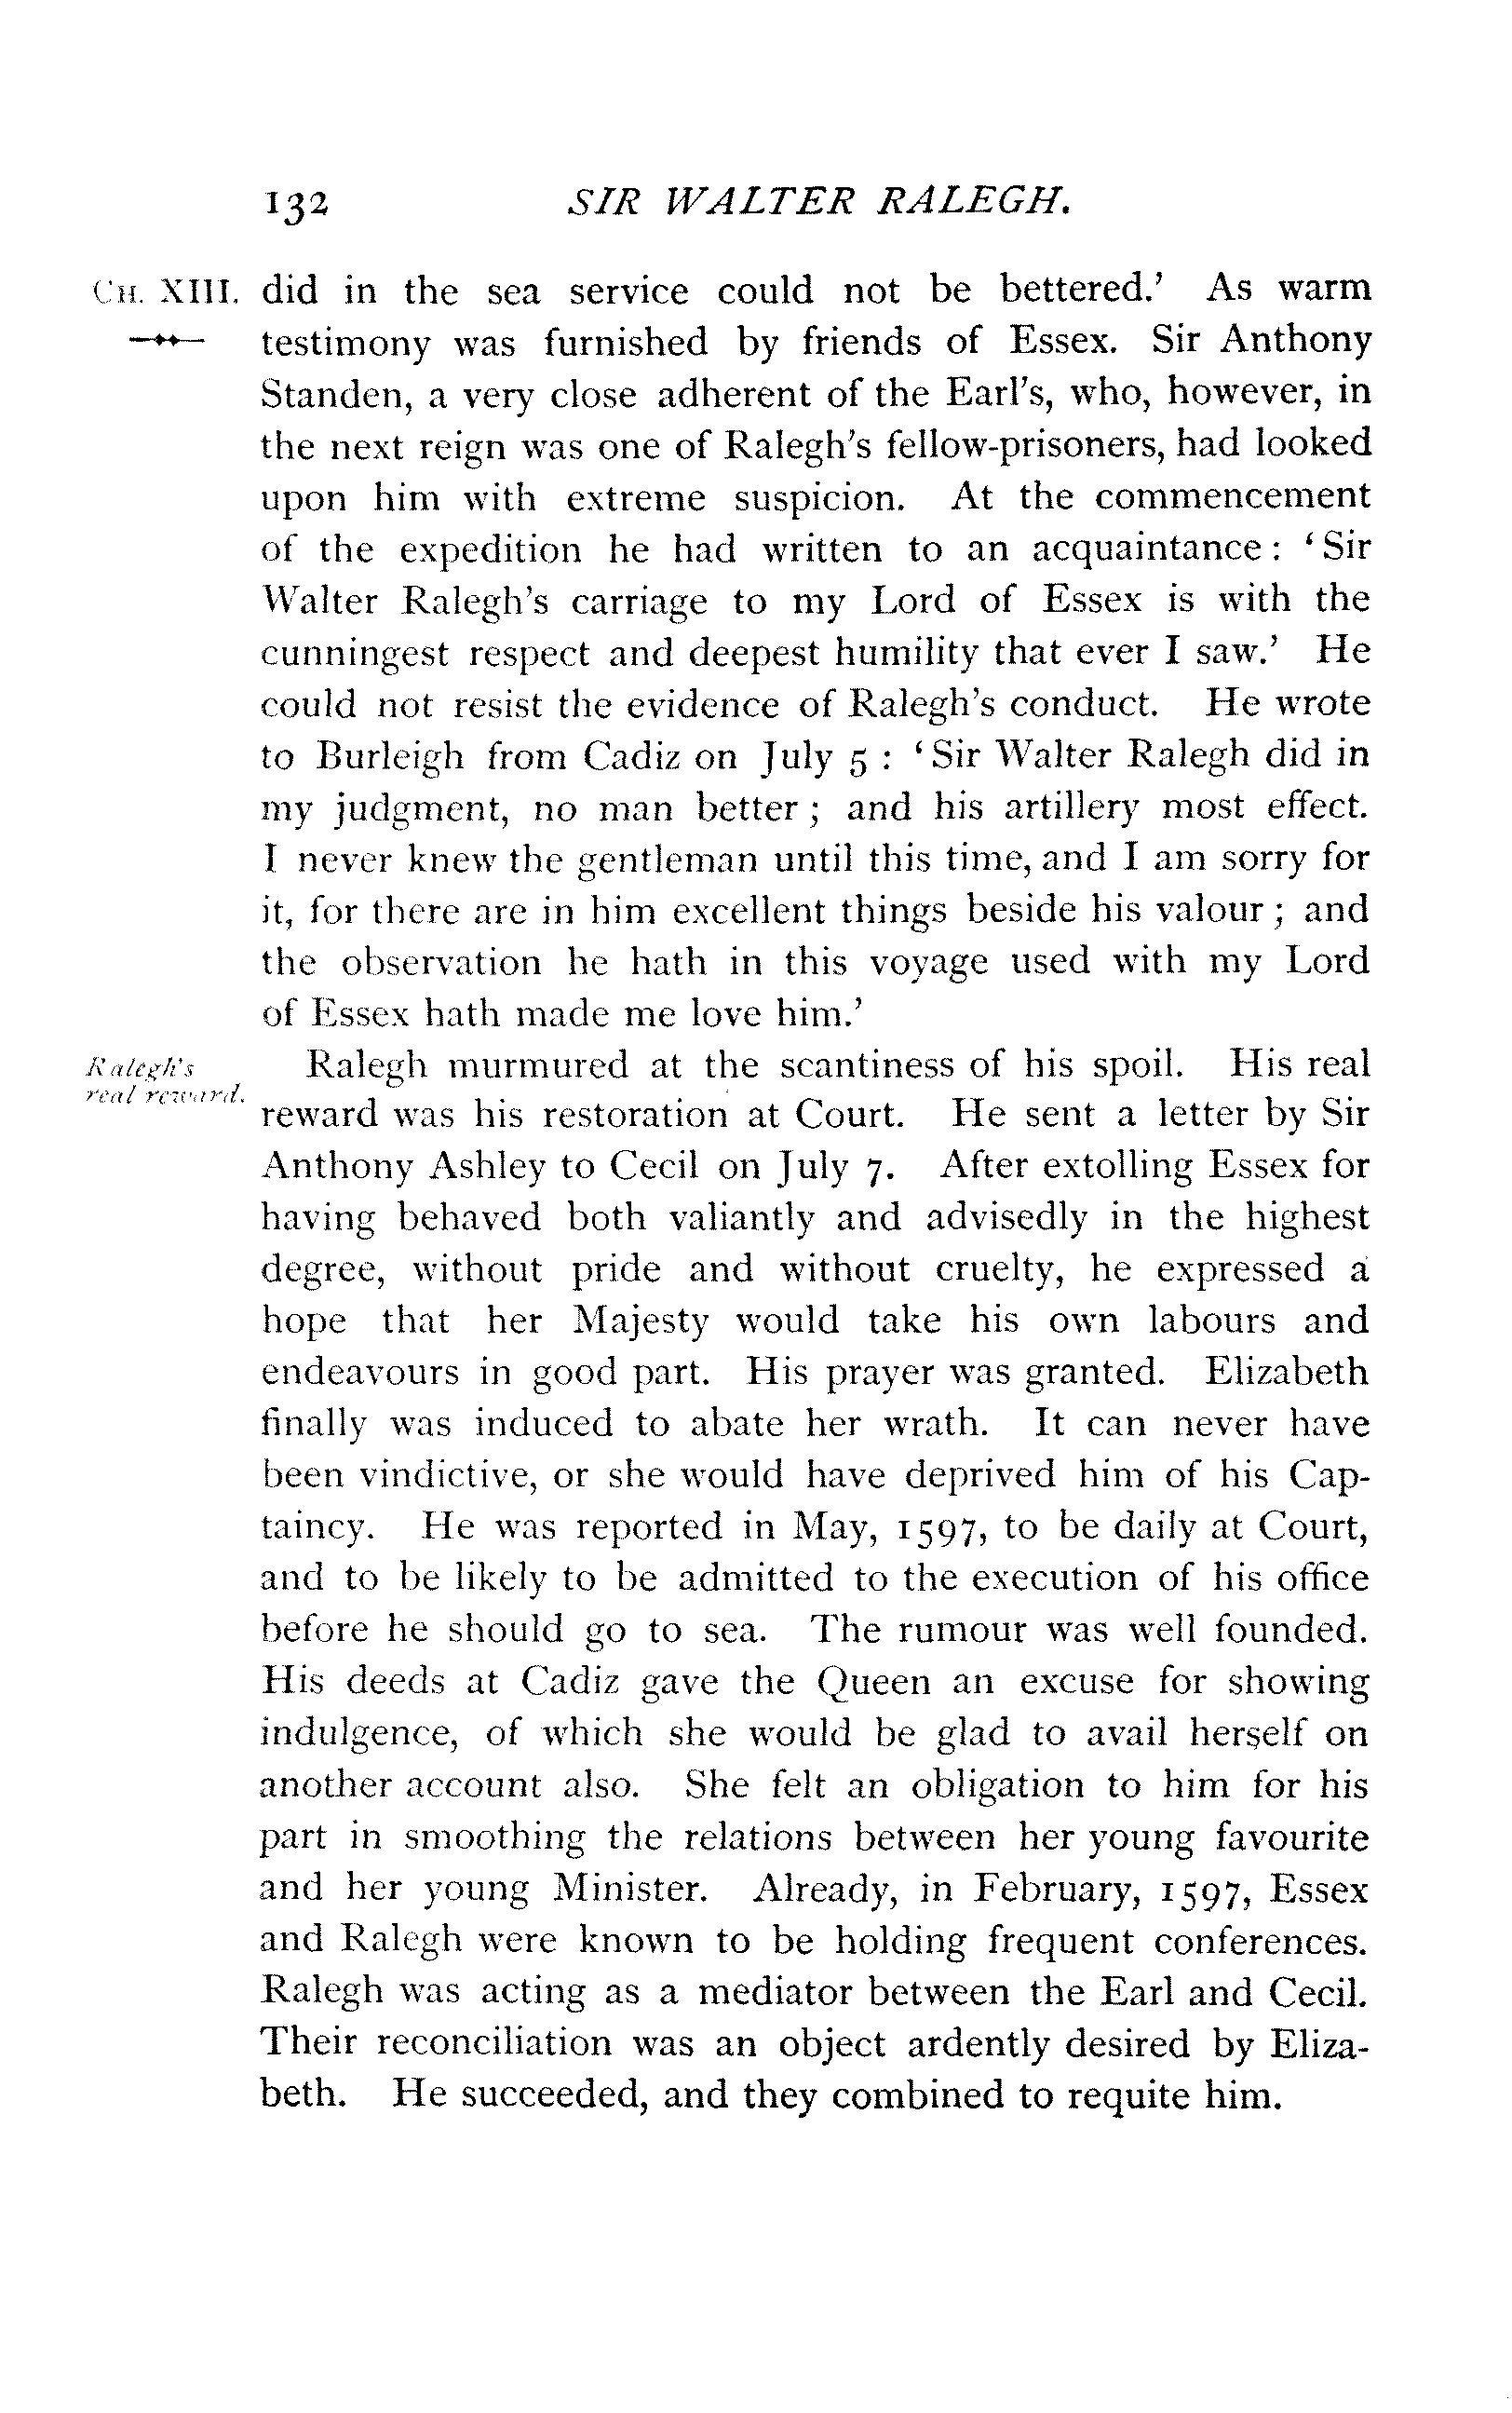 132 SIR WALTER RALEGH.
CH. XIII. did in the sea service could not be bettered.' As warm
testimony was furnished by friends of Essex. Sir Anthony
Standen, a very close adherent of the Earl's, who, however, in
the next reign was one of Ralegh's fellow-prisoners, had looked
upon him with extreme suspicion. At the commencement
of the expedition he had written to an acquaintance: 'Sir
Walter Ralegh's carriage to my Lord of Essex is with the
cunningest respect and deepest humility that ever I saw.' He
could not resist the evidence of Ralegh's conduct. He wrote
to Burleigh from Cadiz on July 5 : 'Sir Walter Ralegh did in
my judgment, no man better; and his artillery most effect.
I never knew the gentleman until this time, and I am sorry for
it, for there are in him excellent things beside his valour; and
the observation he hath in this voyage used with my Lord
of Essex hath made me love him.'
Ralegh's
real reward.
Ralegh murmured at the scantiness of his spoil. His real
reward was his restoration at Court. He sent a letter by Sir
Anthony Ashley to Cecil on July 7. After extolling Essex for
having behaved both valiantly and advisedly in the highest
degree, without pride and without cruelty, he expressed a
hope that her Majesty would take his own labours and
endeavours in good part. His prayer was granted. Elizabeth
finally was induced to abate her wrath. It can never have
been vindictive, or she would have deprived him of his Cap-
taincy. He was reported in May, 1597, to be daily at Court,
and to be likely to be admitted to the execution of his office
before he should go to sea. The rumour was well founded.
His deeds at Cadiz gave the Queen an excuse for showing
indulgence, of which she would be glad to avail herself on
another account also. She felt an obligation to him for his
part in smoothing the relations between her young favourite
and her young Minister. Already, in February, 1597, Essex
and Ralegh were known to be holding frequent conferences.
Ralegh was acting as a mediator between the Earl and Cecil.
Their reconciliation was an object ardently desired by Eliza-
beth. He succeeded, and they combined to requite him.